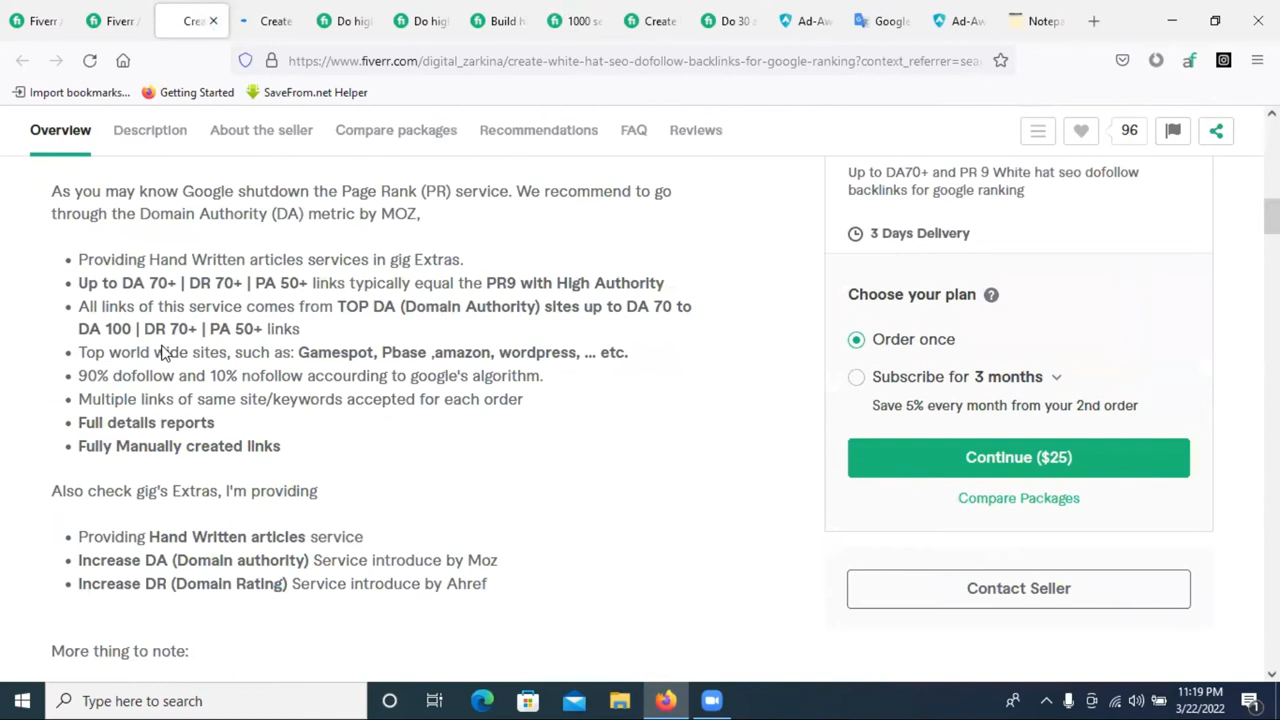 Fiverr /
Fiverr /
Crea
Create
Do hig
Do hig
Build h
1000 se
Create
Do 30 a
Ad-Aw
Google
Ad-Aw
Notepa
https://www.fiverr.com/digital_zarkina/create-white-hat-seo-dofollow-backlinks-for-google-ranking?context_referrer=sea
af
Import bookmarks...
Getting Started
SaveFrom.net Helper
Overview
Description
About the seller
Compare packages
Recommendations
FAQ
Reviews
96
As you may know Google shutdown the Page Rank (PR) service. We recommend to go
through the Domain Authority (DA) metric by MOZ,
• Providing Hand Written articles services in gig Extras.
• Up to DA 70+ | DR 70+ | PA 50+ links typically equal the PR9 with High Authority
• All links of this service comes from TOP DA (Domain Authority) sites up to DA 70 to
DA 100 | DR 70+ | PA 50+ links
• Top world wide sites, such as: Gamespot, Pbase ,amazon, wordpress, ... etc.
• 90% dofollow and 10% nofollow accourding to google's algorithm.
• Multiple links of same site/keywords accepted for each order
• Full details reports
• Fully Manually created links
Also check gig's Extras, I'm providing
• Providing Hand Written articles service
• Increase DA (Domain authority) Service introduce by Moz
• Increase DR (Domain Rating) Service introduce by Ahref
More thing to note:
Up to DA70+ and PR 9 White hat seo dofollow
backlinks for google ranking
3 Days Delivery
Choose your plan ?
Order once
Subscribe for 3 months
Save 5% every month from your 2nd order
Continue ($25)
Compare Packages
Contact Seller
Type here to search
11:19 PM
3/22/2022
1